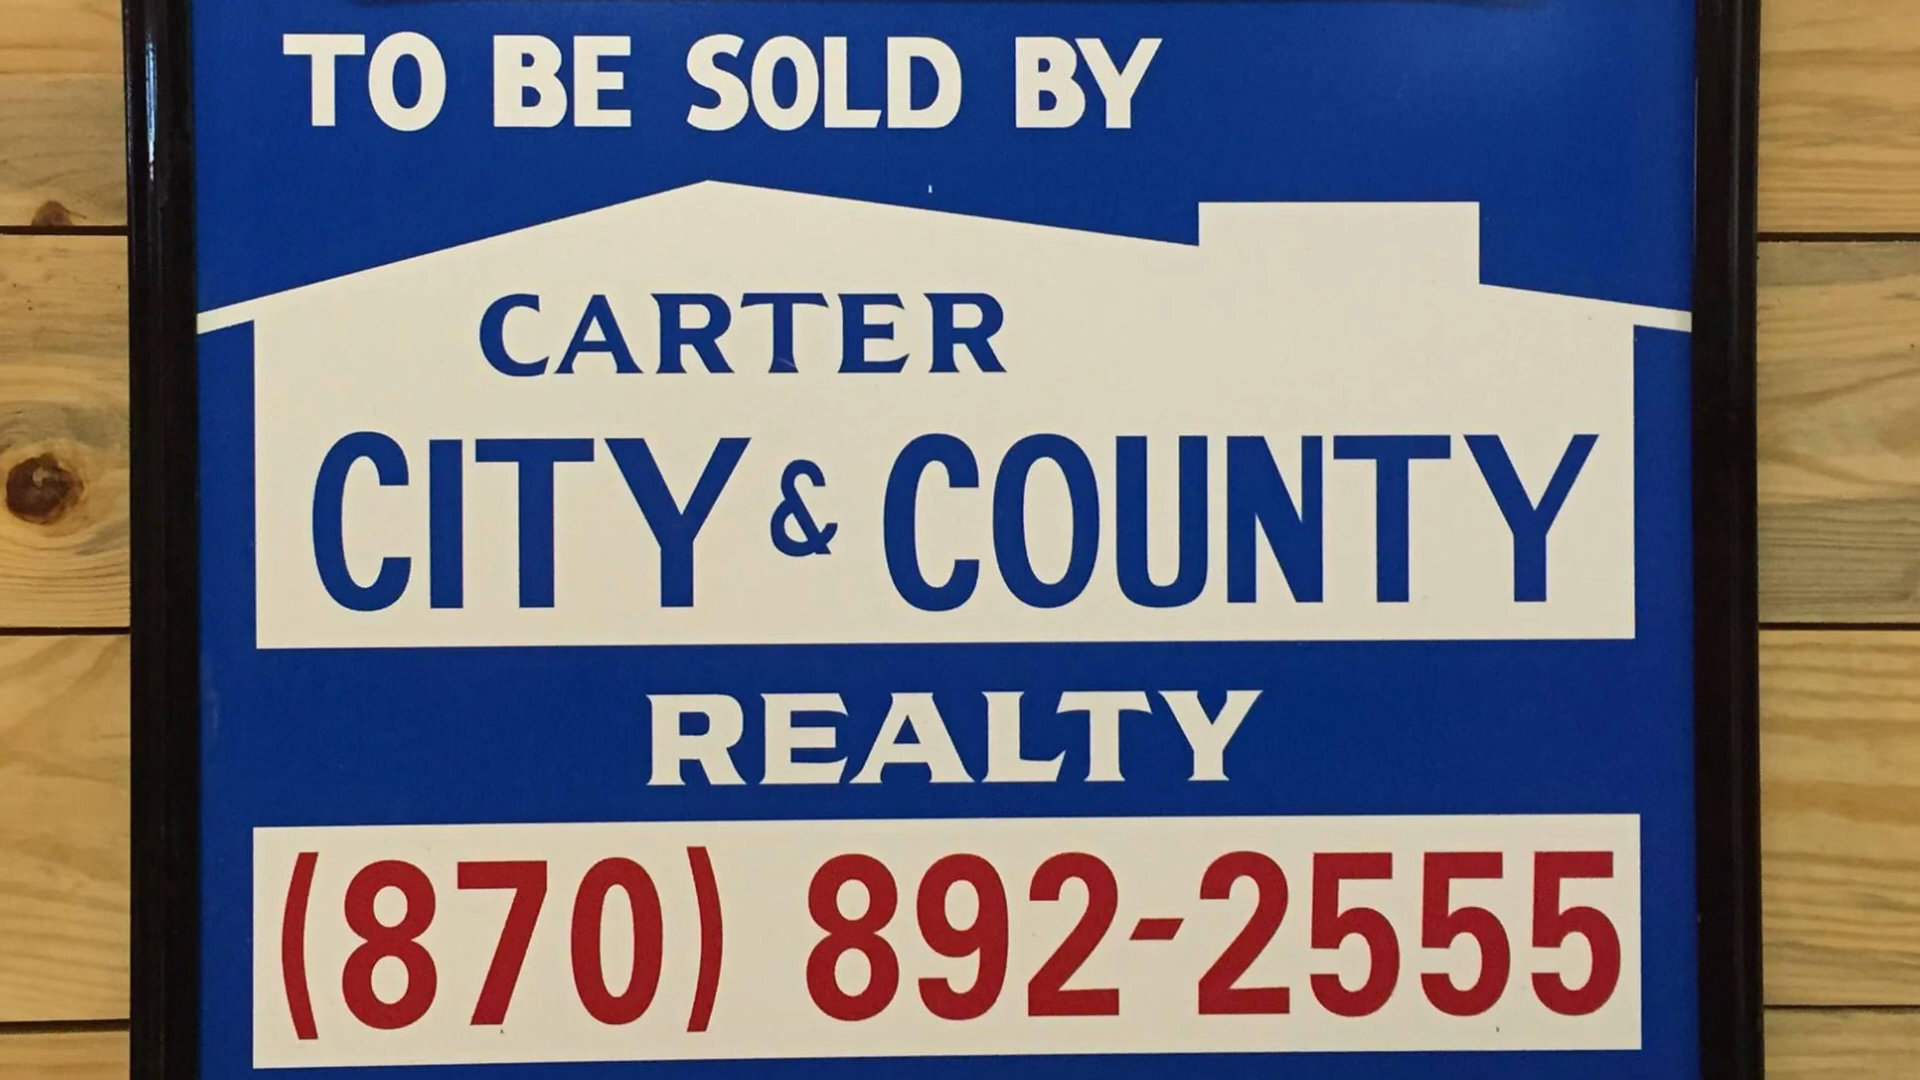 TO BE SOLD BY
CARTER
CITY & COUNTY
REALTY
(870) 892-2555